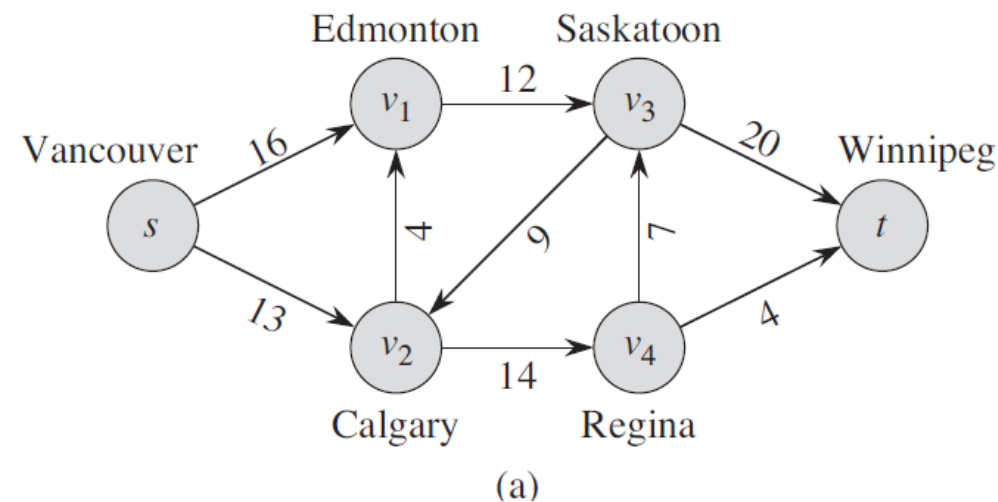 Edmonton Saskatoon
v1 12 v3
Vancouver 16 20 Winnipeg
s 4 9 7 t
13 4
v2 14 v4
Calgary Regina
(a)